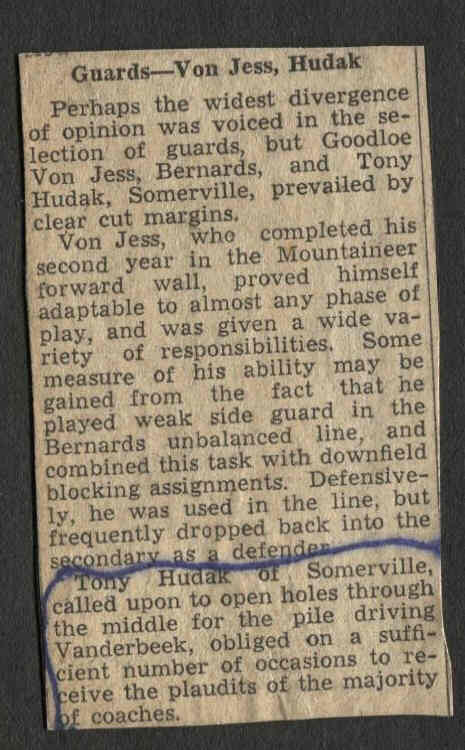 Guards—Von Jess, Hudak
Perhaps the widest divergence
of opinion was voiced in the se-
lection of guards, but Goodloe
Von Jess, Bernards, and Tony
Hudak, Somerville, prevailed by
clear cut margins.
Von Jess, who completed his
second year in the Mountaineer
forward wall, proved himself
adaptable to almost any phase of
play, and was given a wide va-
riety of responsibilities. Some
measure of his ability may be
gained from the fact that he
played weak side guard in the
Bernards unbalanced line, and
combined this task with downfield
blocking assignments. Defensive-
ly, he was used in the line, but
frequently dropped back into the
secondary as a defender.
Tony Hudak of Somerville,
called upon to open holes through
the middle for the pile driving
Vanderbeek, obliged on a suffi-
cient number of occasions to re-
ceive the plaudits of the majority
of coaches.